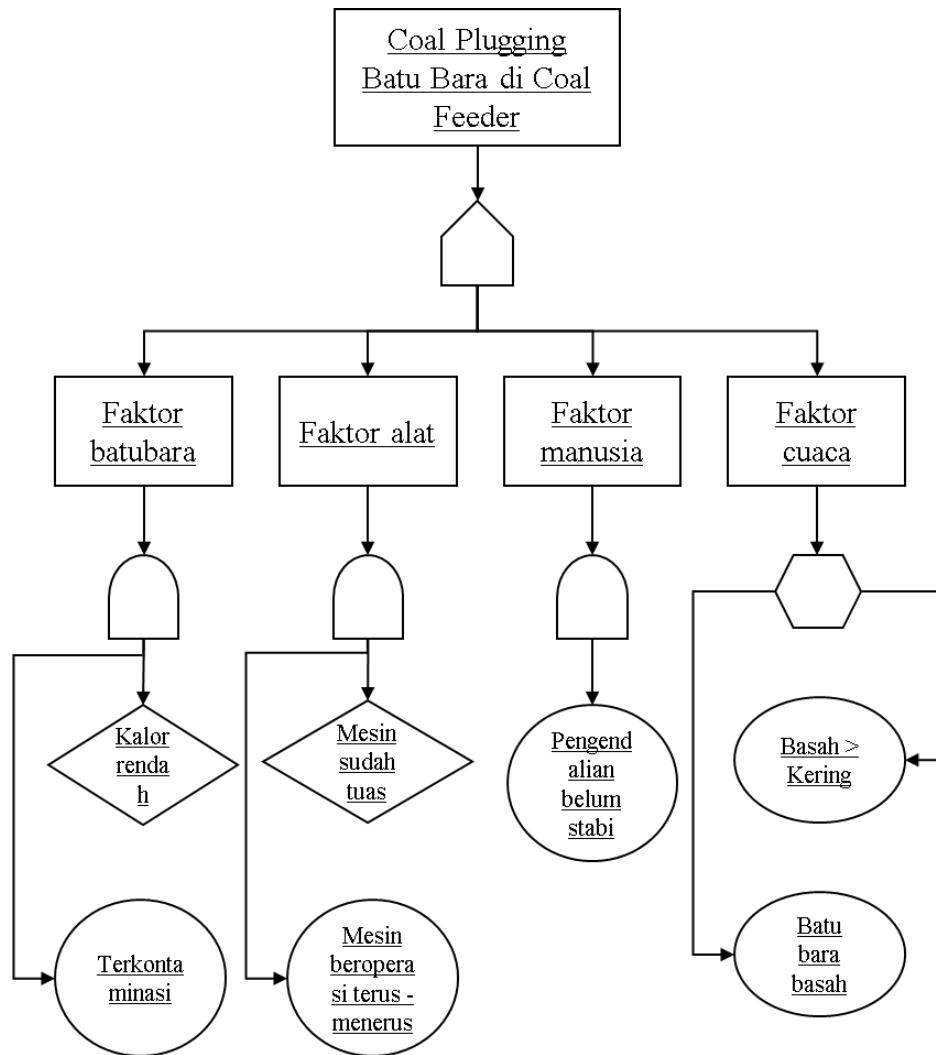 Coal Plugging
Batu Bara di Coal
Feeder
Faktor
batubara
Faktor alat
Faktor
manusia
Faktor
cuaca
Kalor
renda
h
Mesin
sudah
tuas
Pengend
alian
belum
stabi
Basah >
Kering
Terkonta
minasi
Mesin
beropera
si terus -
menerus
Batu
bara
basah